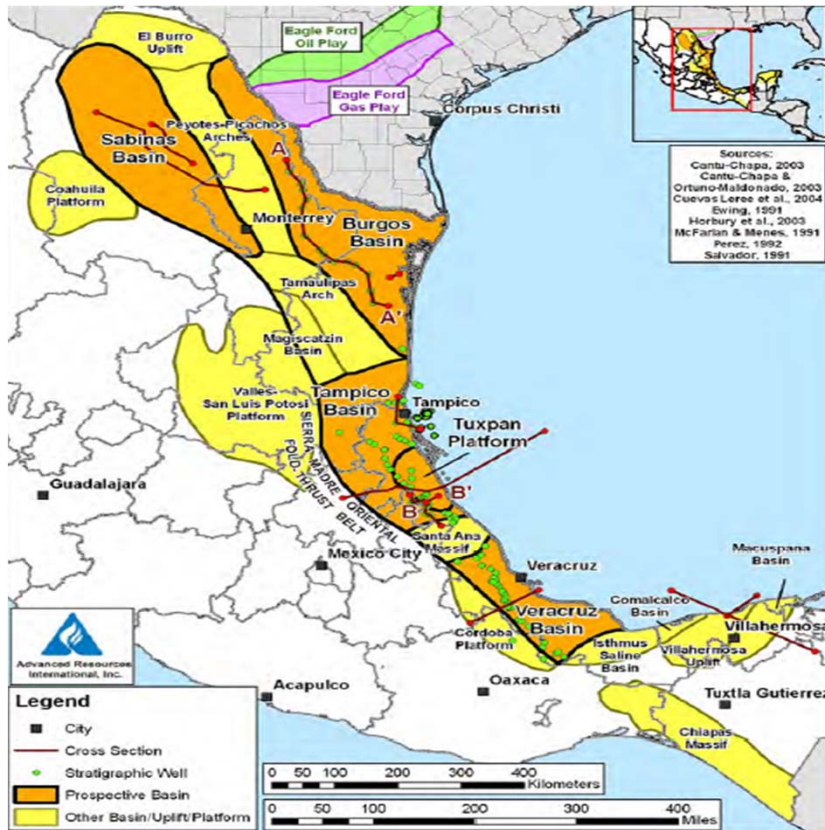 El Burro
Uplift
Eagle Ford
Oil Play
Eagle Ford
Gas Play
Corpus Christi
Sabinas
Basin
Peyotes-Picachos
Arches
A
Coahuila
Platform
Monterrey
Burgos
Basin
Tamaulipas
Arch
A'
Magiscatzin
Basin
Valles-
San Luis Potosi
Platform
Tampico
Basin
Tampico
Tuxpan
Platform
SIERRA MADRE ORIENTAL
FOLD-THRUST BELT
Guadalajara
B
B'
Santa Ana
Massif
Mexico City
Veracruz
Veracruz
Basin
Cordoba
Platform
Macuspana
Basin
Comalcalco
Basin
Villahermosa
Isthmus
Saline
Basin
Villahermosa
Uplift
Acapulco
Oaxaca
Tuxtla Gutierrez
Chiapas
Massif
Sources:
Cantu-Chapa, 2003
Cantu-Chapa &
Ortuno-Maldonado, 2003
Cuevas Leree et al., 2004
Ewing, 1991
Horbury et al., 2003
McFarlan & Menes, 1991
Perez, 1992
Salvador, 1991
Advanced Resources
International, Inc.
Legend
City
Cross Section
Stratigraphic Well
Prospective Basin
Other Basin/Uplift/Platform
0 50 100 200 300 400
Kilometers
0 50 100 200 300 400
Miles